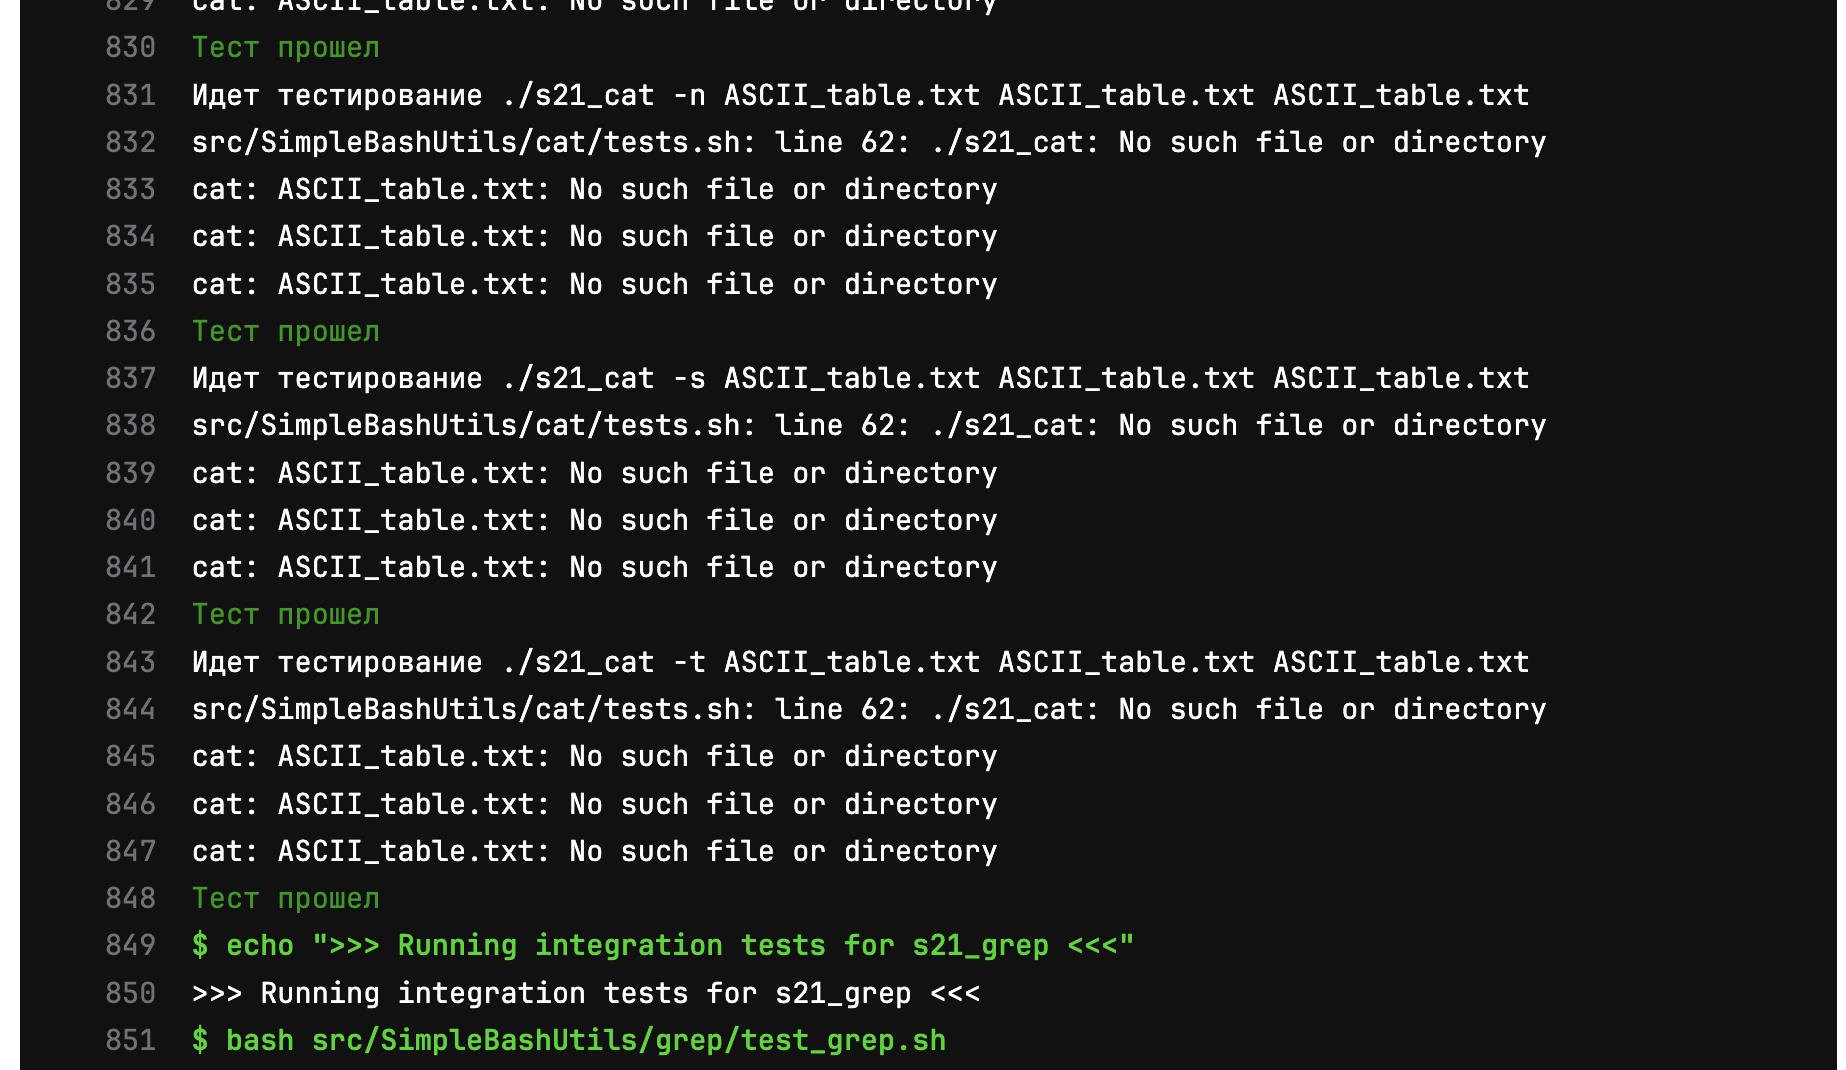 829 cat: ASCII_table.txt: No such file or directory
830 Тест прошел
831 Идет тестирование ./s21_cat -n ASCII_table.txt ASCII_table.txt ASCII_table.txt
832 src/SimpleBashUtils/cat/tests.sh: line 62: ./s21_cat: No such file or directory
833 cat: ASCII_table.txt: No such file or directory
834 cat: ASCII_table.txt: No such file or directory
835 cat: ASCII_table.txt: No such file or directory
836 Тест прошел
837 Идет тестирование ./s21_cat -s ASCII_table.txt ASCII_table.txt ASCII_table.txt
838 src/SimpleBashUtils/cat/tests.sh: line 62: ./s21_cat: No such file or directory
839 cat: ASCII_table.txt: No such file or directory
840 cat: ASCII_table.txt: No such file or directory
841 cat: ASCII_table.txt: No such file or directory
842 Тест прошел
843 Идет тестирование ./s21_cat -t ASCII_table.txt ASCII_table.txt ASCII_table.txt
844 src/SimpleBashUtils/cat/tests.sh: line 62: ./s21_cat: No such file or directory
845 cat: ASCII_table.txt: No such file or directory
846 cat: ASCII_table.txt: No such file or directory
847 cat: ASCII_table.txt: No such file or directory
848 Тест прошел
849 $ echo ">>> Running integration tests for s21_grep <<<"
850 >>> Running integration tests for s21_grep <<<
851 $ bash src/SimpleBashUtils/grep/test_grep.sh